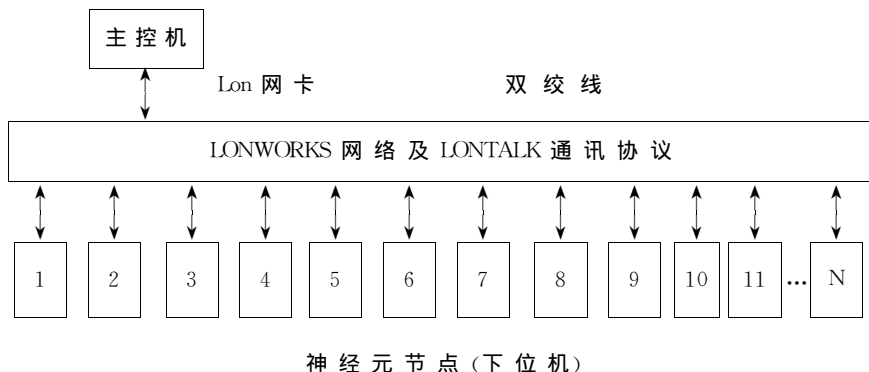 主控机
Lon 网卡 双绞线
LONWORKS 网络及 LONTALK 通讯协议
1 2 3 4 5 6 7 8 9 10 11 ... N
神经元节点(下位机)